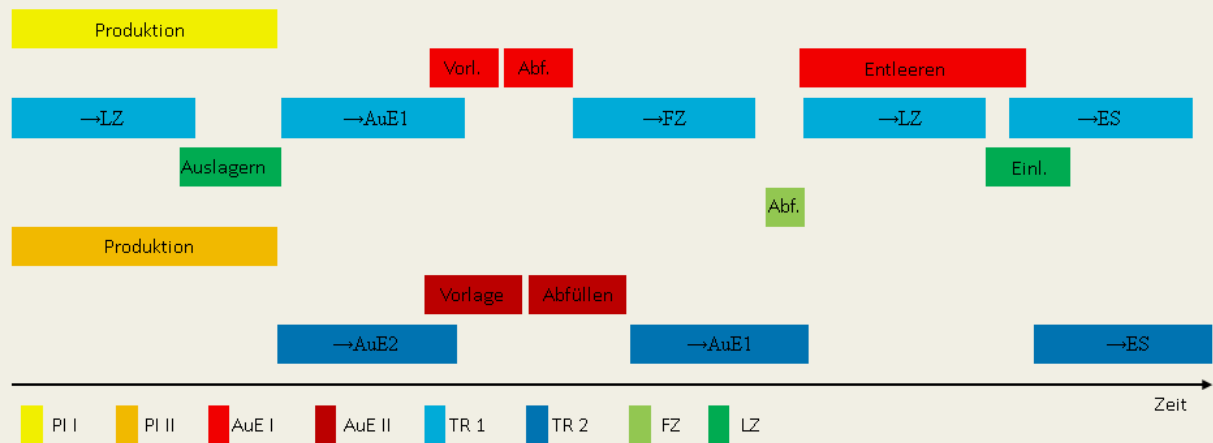 Produktion
Vorl. Abf. Entleeren
→LZ →AuE1 →FZ →LZ →ES
Auslagern Einl.
Abf.
Produktion
Vorlage Abfüllen
→AuE2 →AuE1 →ES
Zeit
PI I PI II AuE I AuE II TR 1 TR 2 FZ LZ